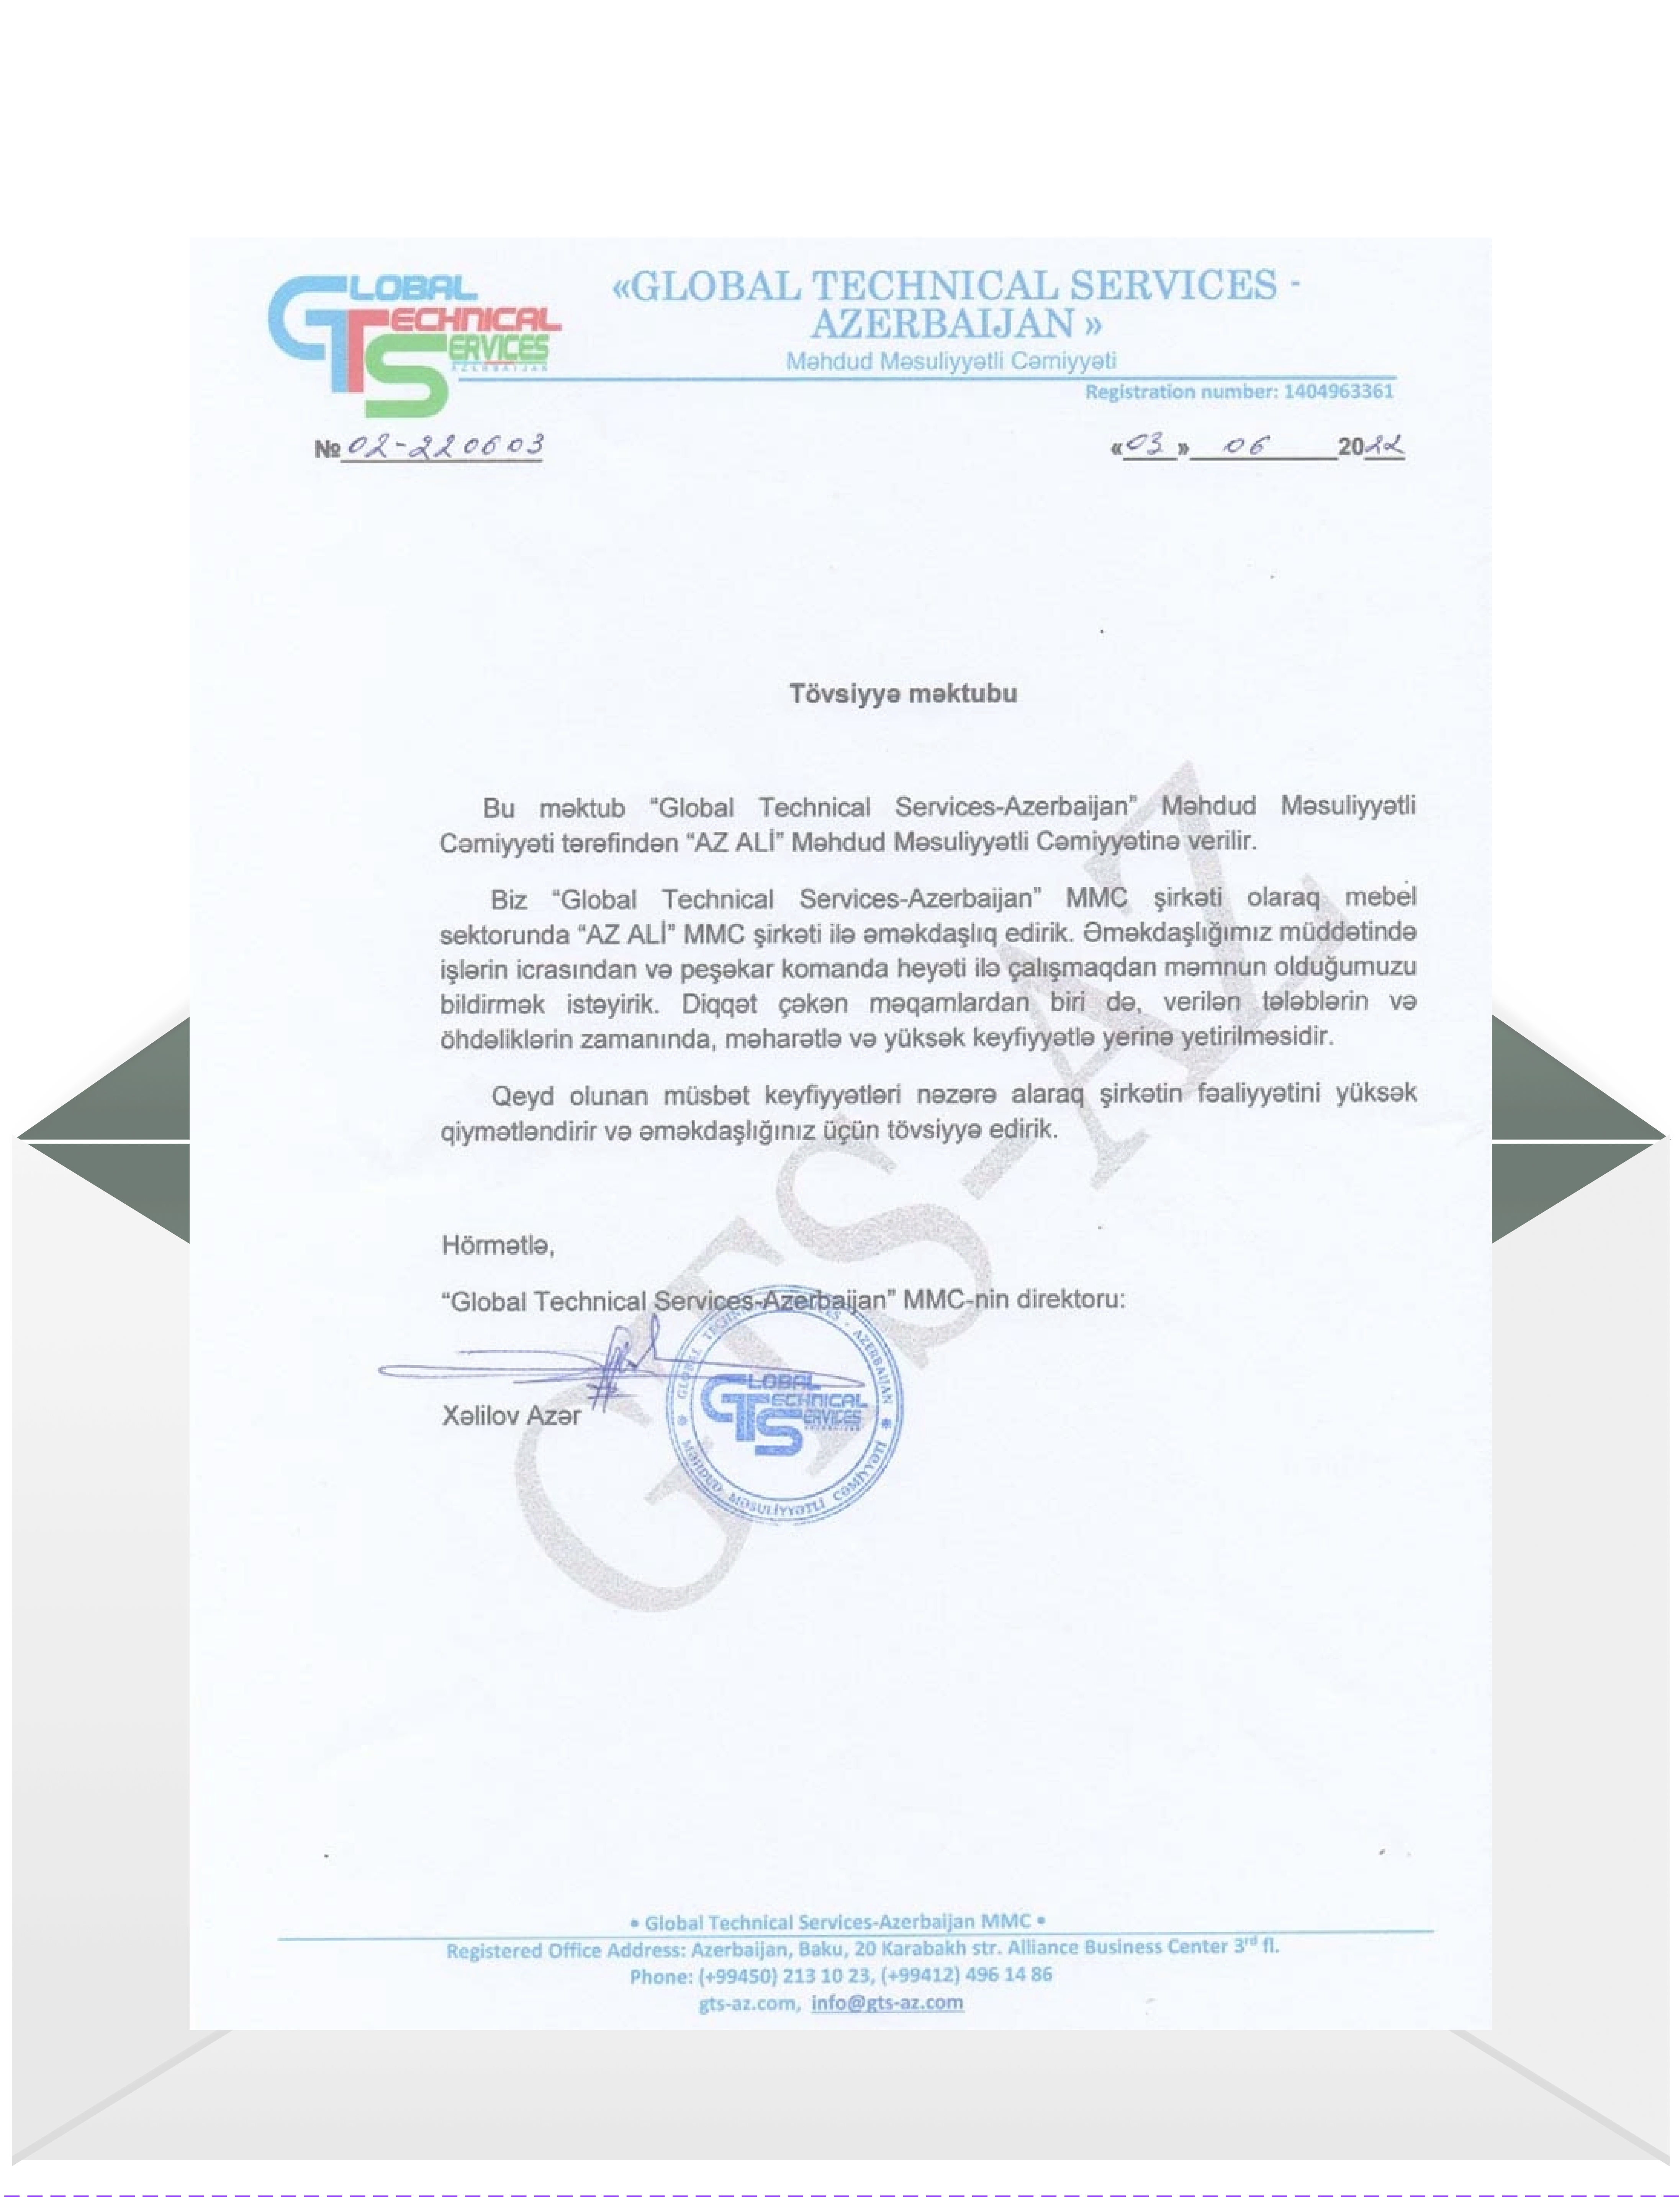 GLOBAL
TECHNICAL
SERVICES
AZERBAIJAN
«GLOBAL TECHNICAL SERVICES -
AZERBAIJAN »
Məhdud Məsuliyyətli Cəmiyyəti
Registration number: 1404963361
№ 02-220603
«03» 06 2022
Tövsiyyə məktubu
Bu məktub “Global Technical Services-Azerbaijan” Məhdud Məsuliyyətli
Cəmiyyəti tərəfindən “AZ ALİ” Məhdud Məsuliyyətli Cəmiyyətinə verilir.
Biz “Global Technical Services-Azerbaijan” MMC şirkəti olaraq mebel
sektorunda “AZ ALİ” MMC şirkəti ilə əməkdaşlıq edirik. Əməkdaşlığımız müddətində
işlərin icrasından və peşəkar komanda heyəti ilə çalışmaqdan məmnun olduğumuzu
bildirmək istəyirik. Diqqət çəkən məqamlardan biri də, verilən tələblərin və
öhdəliklərin zamanında, məharətlə və yüksək keyfiyyətlə yerinə yetirilməsidir.
Qeyd olunan müsbət keyfiyyətləri nəzərə alaraq şirkətin fəaliyyətini yüksək
qiymətləndirir və əməkdaşlığınız üçün tövsiyyə edirik.
GTS-AZ
Hörmətlə,
“Global Technical Services-Azerbaijan” MMC-nin direktoru:
Xəlilov Azər
GLOBAL TECHNICAL SERVICES - AZERBAIJAN
MƏHDUD MƏSULİYYƏTLİ CƏMİYYƏTİ
GLOBAL
TECHNICAL
SERVICES
• Global Technical Services-Azerbaijan MMC •
Registered Office Address: Azerbaijan, Baku, 20 Karabakh str. Alliance Business Center 3rd fl.
Phone: (+99450) 213 10 23, (+99412) 496 14 86
gts-az.com, info@gts-az.com